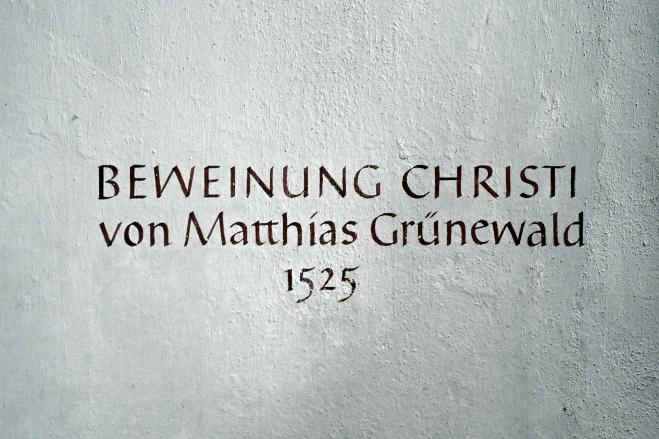 BEWEINUNG CHRISTI
von Matthias Grünewald
1525